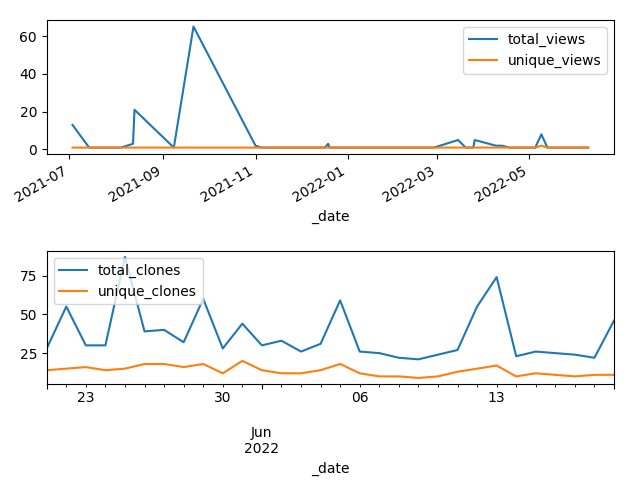 total_views
unique_views
60
40
20
0
2021-07
2021-09
2021-11
2022-01
2022-03
2022-05
_date
total_clones
unique_clones
75
50
25
23
30
06
13
Jun
2022
_date